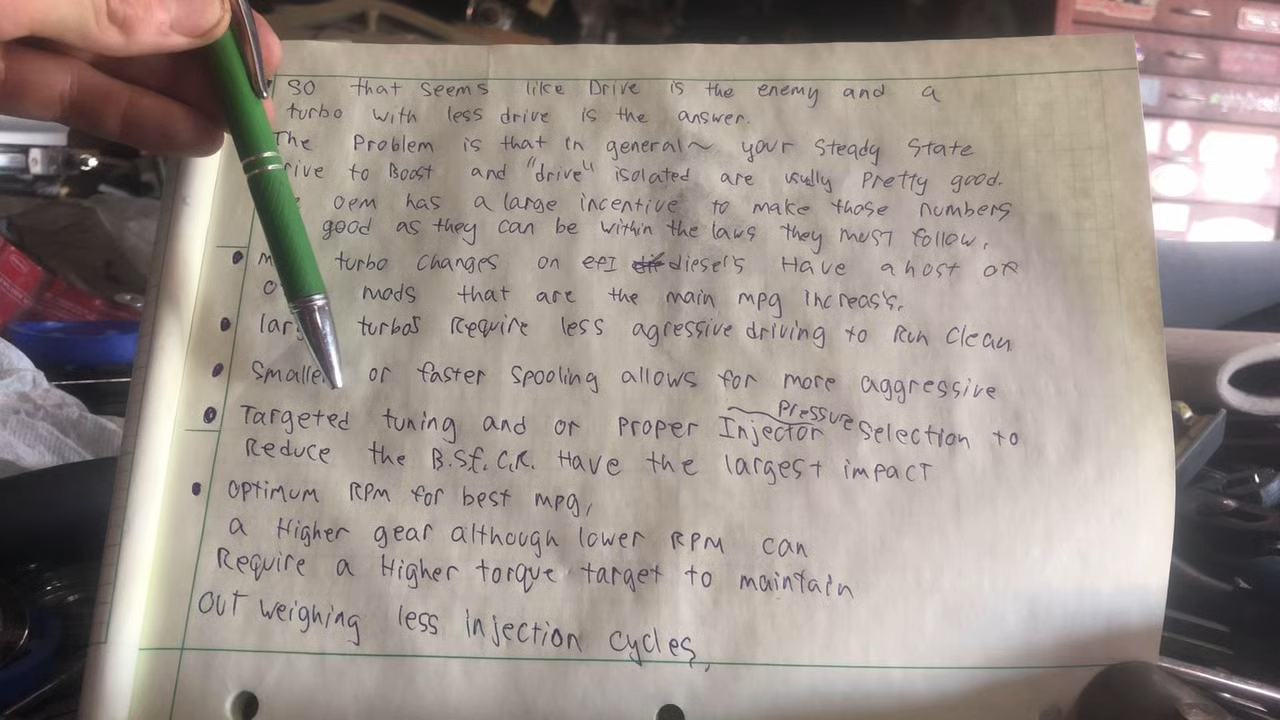 so that seems like Drive is the enemy and a
turbo with less drive is the answer.
The Problem is that in general~ your Steady State
rive to Boost and "drive" isolated are usully Pretty good.
oem has a large incentive to make those numbers
good as they can be within the laws they must follow.
m turbo changes on efI diesel's Have a host of
o mods that are the main mpg increas's.
lar turbos Require less agressive driving to Run Clean
Smaller or faster spooling allows for more aggressive
Pressure
Targeted tuning and or proper Injector selection to
Reduce the B.S.f.C.R. Have the largest impact
optimum RPM for best mpg,
a Higher gear although lower RPM can
Require a Higher torque target to maintain
out weighing less injection cycles,